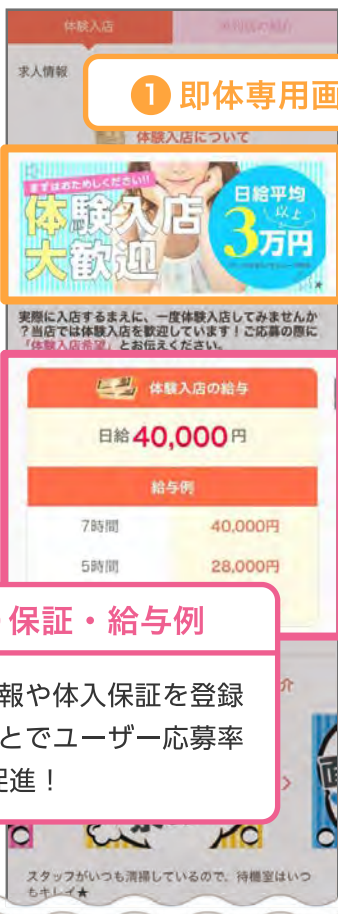 体験入店
求人情報
1 即体専用画
体験入店について
まずはおためしください!!
体験入店
大歓迎
日給平均
以上
3万円
実際に入店するまえに、一度体験入店してみませんか
？当店では体験入店を歓迎しています！ご応募の際に
「体験入店希望」とお伝えください。
体験入店の給与
日給 40,000 円
給与例
7時間 40,000円
5時間 28,000円
保証・給与例
報や体入保証を登録
とでユーザー応募率
促進！
介
スタッフがいつも清掃しているので、待機室はいつ
もキレイ★